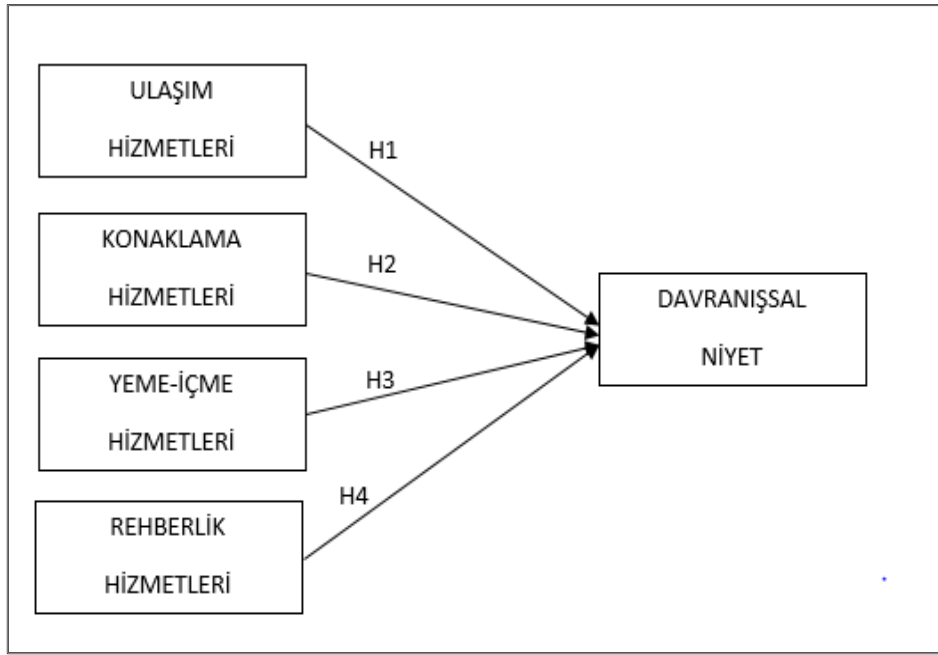 ULAŞIM
HİZMETLERİ
H1
KONAKLAMA
HİZMETLERİ
H2
DAVRANIŞSAL
NİYET
YEME-İÇME
HİZMETLERİ
H3
REHBERLİK
HİZMETLERİ
H4